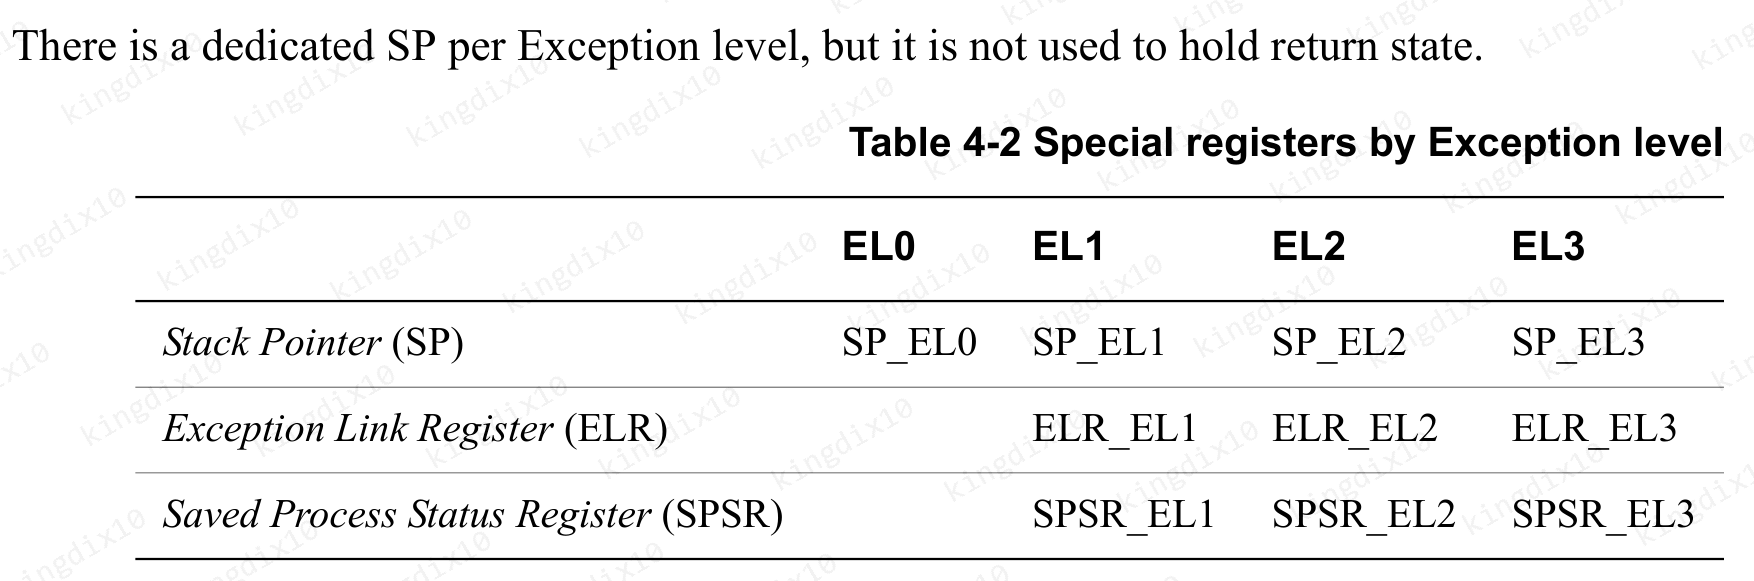 There is a dedicated SP per Exception level, but it is not used to hold return state.
Table 4-2 Special registers by Exception level
EL0 EL1 EL2 EL3
Stack Pointer (SP) SP_EL0 SP_EL1 SP_EL2 SP_EL3
Exception Link Register (ELR) ELR_EL1 ELR_EL2 ELR_EL3
Saved Process Status Register (SPSR) SPSR_EL1 SPSR_EL2 SPSR_EL3
kingdix10